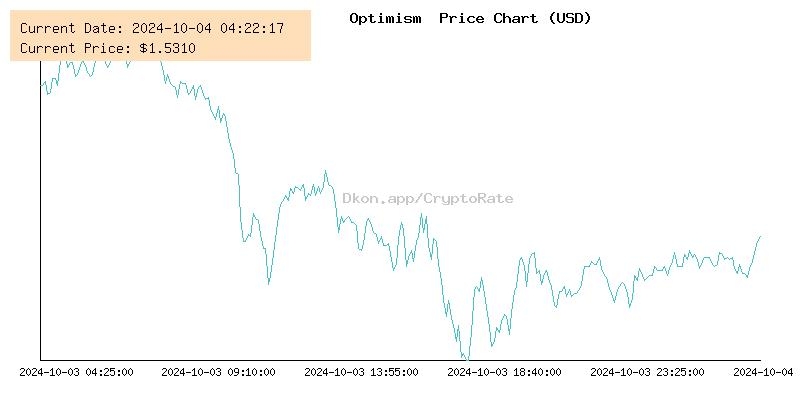 Optimism Price Chart (USD)
Current Date: 2024-10-04 04:22:17
Current Price: $1.5310
Dkon.app/CryptoRate
2024-10-03 04:25:00 2024-10-03 09:10:00 2024-10-03 13:55:00 2024-10-03 18:40:00 2024-10-03 23:25:00 2024-10-04